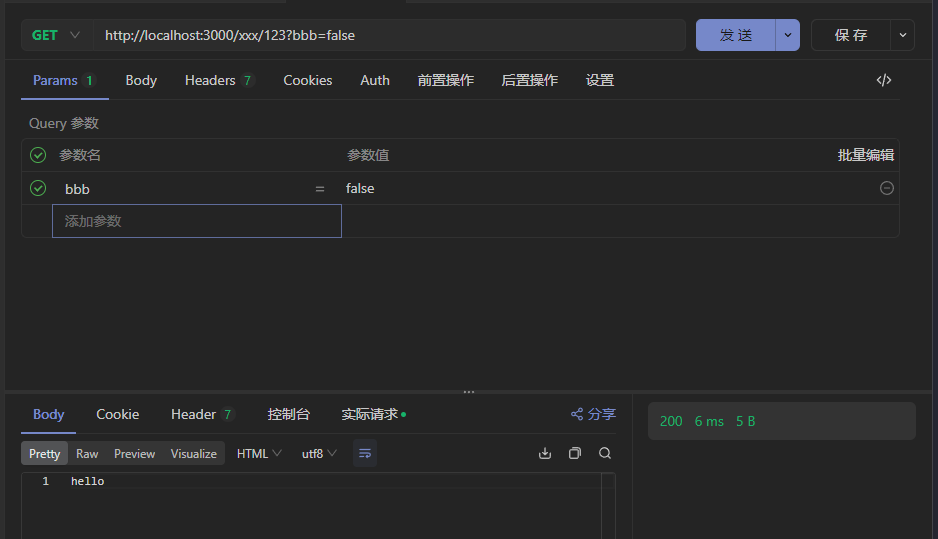 GET http://localhost:3000/xxx/123?bbb=false 发 送 保 存
Params 1 Body Headers 7 Cookies Auth 前置操作 后置操作 设置 </>
Query 参数
参数名 参数值 批量编辑
bbb = false
添加参数
Body Cookie Header 7 控制台 实际请求 分享
200 6 ms 5 B
Pretty Raw Preview Visualize HTML utf8
1 hello